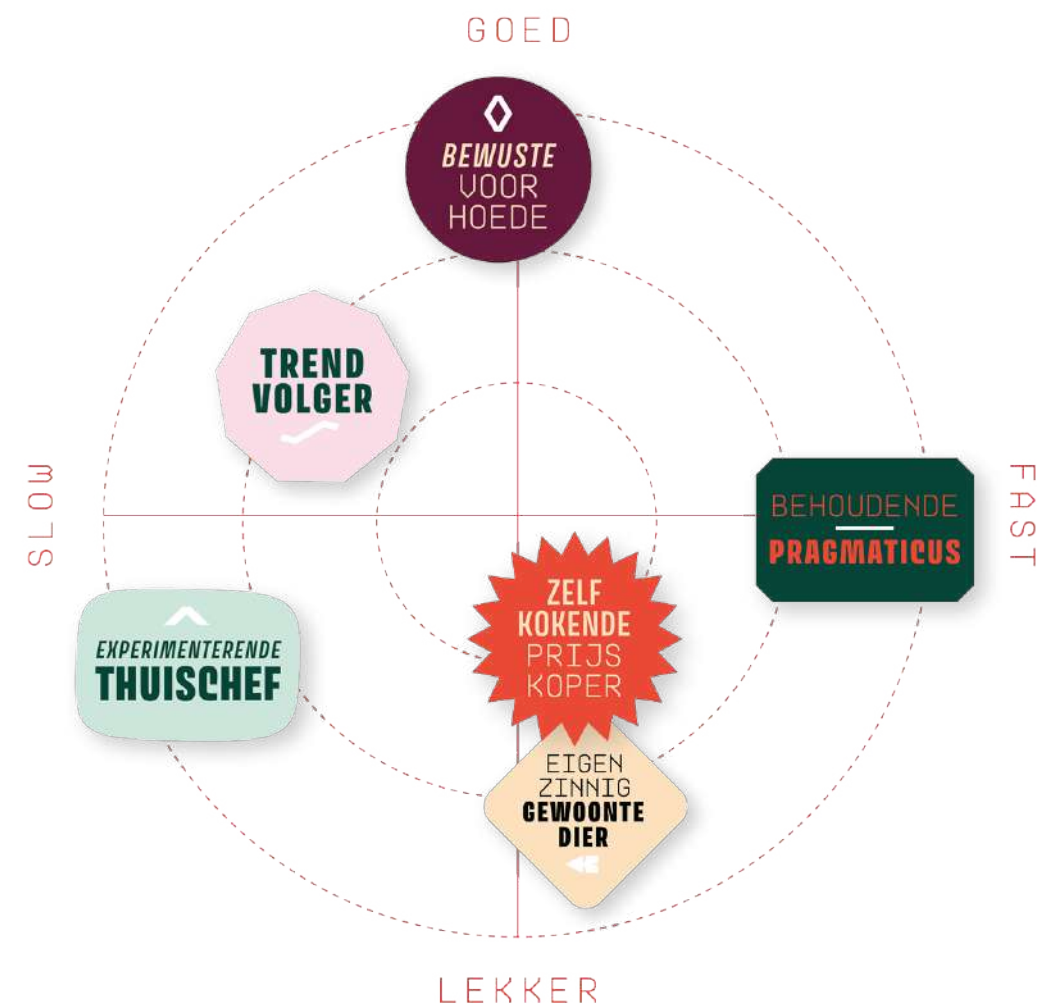 GOED
BEWUSTE
VOOR
HOEDE
TREND
VOLGER
SLOW
FAST
BEHOUDENDE
PRAGMATICUS
ZELF
KOKENDE
PRIJS
KOPER
EXPERIMENTERENDE
THUISCHEF
EIGEN
ZINNIG
GEWOONTE
DIER
LEKKER